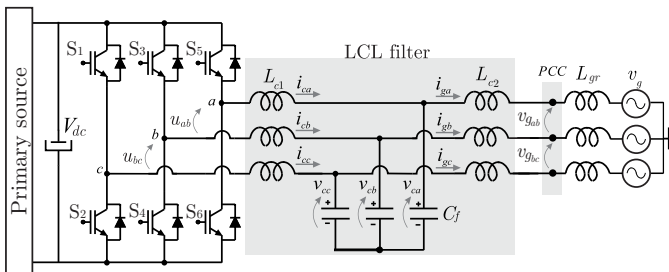 Primary source
V_dc
S1
S3
S5
S2
S4
S6
a
b
c
u_ab
u_bc
LCL filter
L_c1
i_ca
i_cb
i_cc
v_cc
v_cb
v_ca
C_f
i_ga
i_gb
i_gc
L_c2
PCC
v_gab
v_gbc
L_gr
v_g